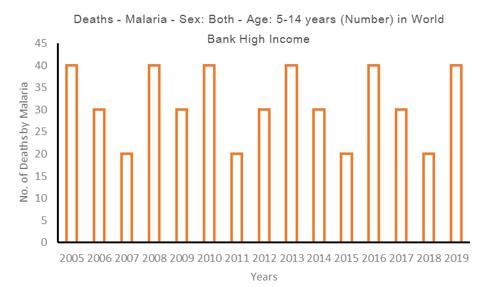 Deaths - Malaria - Sex: Both - Age: 5-14 years (Number) in World
Bank High Income
No. of Deaths by Malaria
45
40
35
30
25
20
15
10
5
0
2005 2006 2007 2008 2009 2010 2011 2012 2013 2014 2015 2016 2017 2018 2019
Years